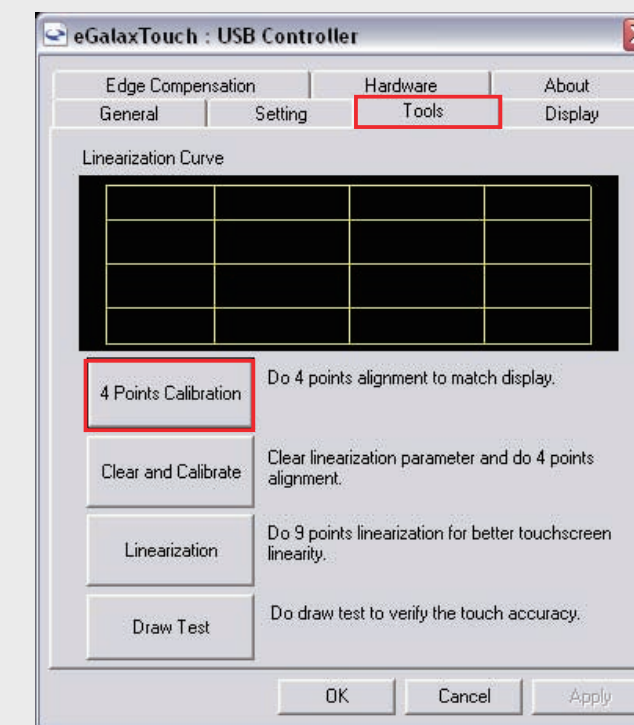 eGalaxTouch : USB Controller
Edge Compensation Hardware About
General Setting Tools Display
Linearization Curve
4 Points Calibration
Do 4 points alignment to match display.
Clear and Calibrate
Clear linearization parameter and do 4 points
alignment.
Linearization
Do 9 points linearization for better touchscreen
linearity.
Draw Test
Do draw test to verify the touch accuracy.
OK Cancel Apply